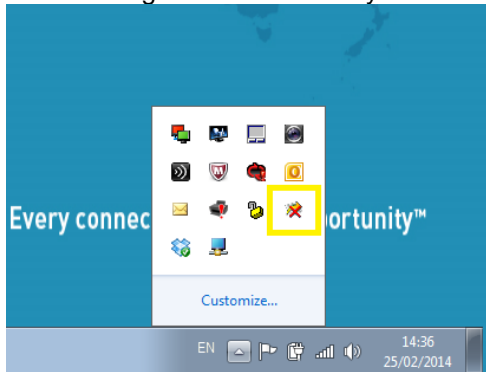 Every connec ortunity™
Customize...
EN
14:36
25/02/2014